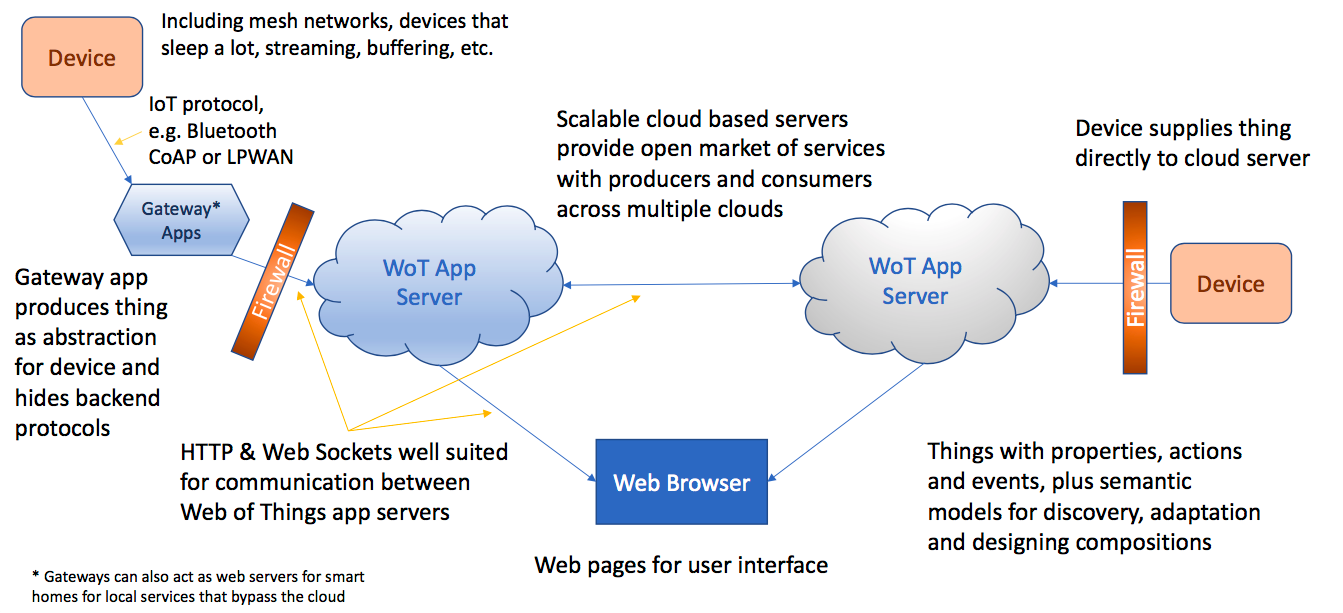 Device
Including mesh networks, devices that
sleep a lot, streaming, buffering, etc.
IoT protocol,
e.g. Bluetooth
CoAP or LPWAN
Gateway*
Apps
Firewall
Gateway app
produces thing
as abstraction
for device and
hides backend
protocols
WoT App
Server
Scalable cloud based servers
provide open market of services
with producers and consumers
across multiple clouds
WoT App
Server
Device supplies thing
directly to cloud server
Firewall
Device
HTTP & Web Sockets well suited
for communication between
Web of Things app servers
Web Browser
Web pages for user interface
Things with properties, actions
and events, plus semantic
models for discovery, adaptation
and designing compositions
* Gateways can also act as web servers for smart
homes for local services that bypass the cloud